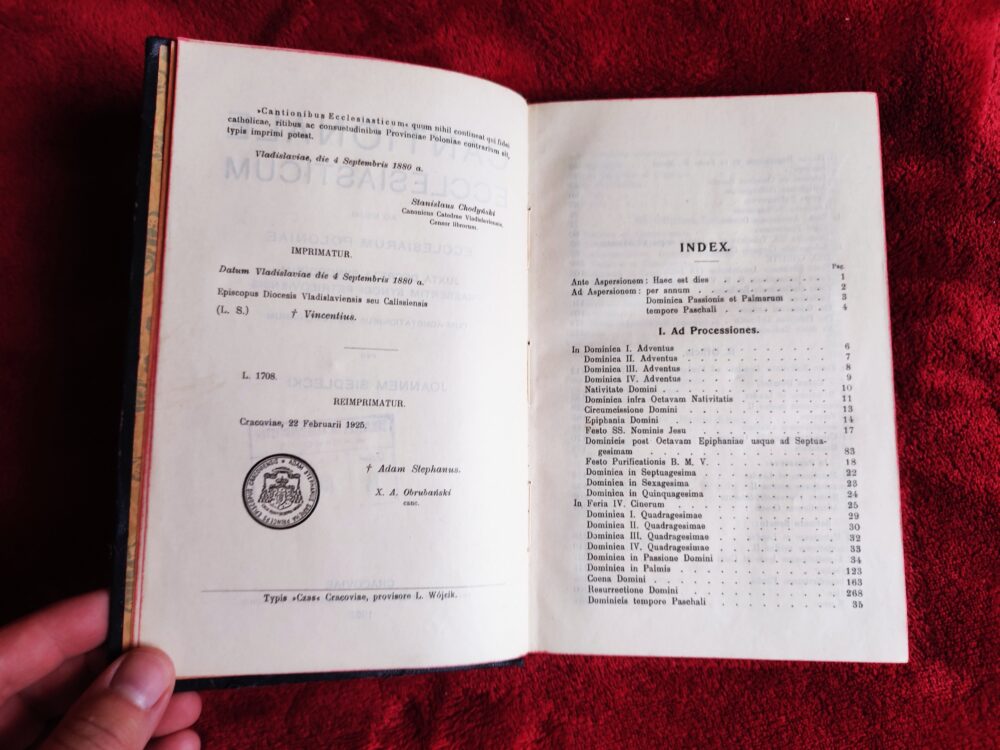 »Cantionibus Ecclesiasticum« quum nihil contineat qui fidei
catholicae, ritibus ac consuetudinibus Provinciae Poloniae contrarium sit,
typis imprimi potest.
Vladislaviae, die 4 Septembris 1880 a.
Stanislaus Chodyński
Canonicus Catedrae Vladislaviensis,
Censor librorum.
IMPRIMATUR.
Datum Vladislaviae die 4 Septembris 1880 a.
Episcopus Diocesis Vladislaviensis seu Calissiensis
(L. S.) † Vincentius.
L. 1708.
REIMPRIMATUR.
Cracoviae, 22 Februarii 1925.
† Adam Stephanus.
X. A. Obrubański
canc.
Typis »Czas« Cracoviae, provisore L. Wójcik.
INDEX.
Pag.
Ante Aspersionem: Haec est dies . . . . . . . . 1
Ad Aspersionem: per annum . . . . . . . . 2
Dominica Passionis et Palmarum . . . . 3
tempore Paschali . . . . . . . . 4
I. Ad Processiones.
In Dominica I. Adventus . . . . . . . . 6
Dominica II. Adventus . . . . . . . . 7
Dominica III. Adventus . . . . . . . . 8
Dominica IV. Adventus . . . . . . . . 9
Nativitate Domini . . . . . . . . 10
Dominica infra Octavam Nativitatis . . . . . . . . 11
Circumcissione Domini . . . . . . . . 13
Epiphania Domini . . . . . . . . 14
Festo SS. Nominis Jesu . . . . . . . . 17
Dominicis post Octavam Epiphaniae usque ad Septua-
gesimam . . . . . . . . 83
Festo Purificationis B. M. V. . . . . . . . . 18
Dominica in Septuagesima . . . . . . . . 22
Dominica in Sexagesima . . . . . . . . 23
Dominica in Quinquagesima . . . . . . . . 24
In Feria IV. Cinerum . . . . . . . . 25
Dominica I. Quadragesimae . . . . . . . . 29
Dominica II. Quadragesimae . . . . . . . . 30
Dominica III. Quadragesimae . . . . . . . . 32
Dominica IV. Quadragesimae . . . . . . . . 33
Dominica in Passione Domini . . . . . . . . 34
Dominica in Palmis . . . . . . . . 123
Coena Domini . . . . . . . . 163
Resurrectione Domini . . . . . . . . 268
Dominicis tempore Paschali . . . . . . . . 35